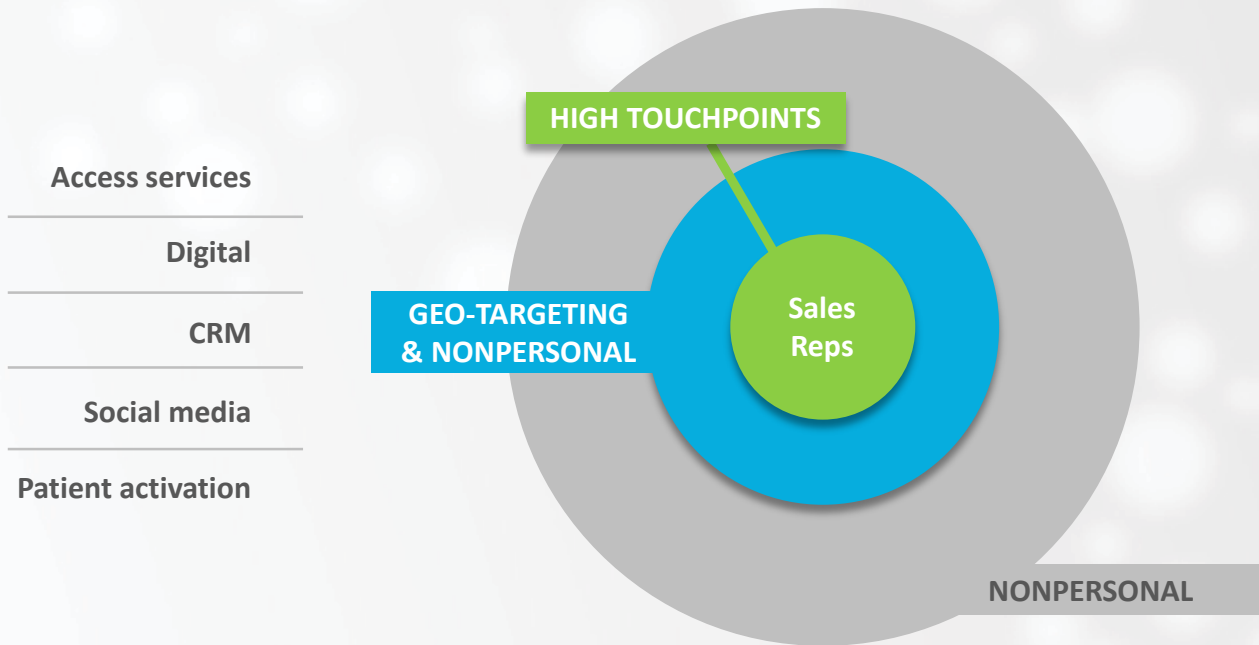 HIGH TOUCHPOINTS
Access services
Digital
CRM
Social media
Patient activation
GEO-TARGETING
& NONPERSONAL
Sales
Reps
NONPERSONAL